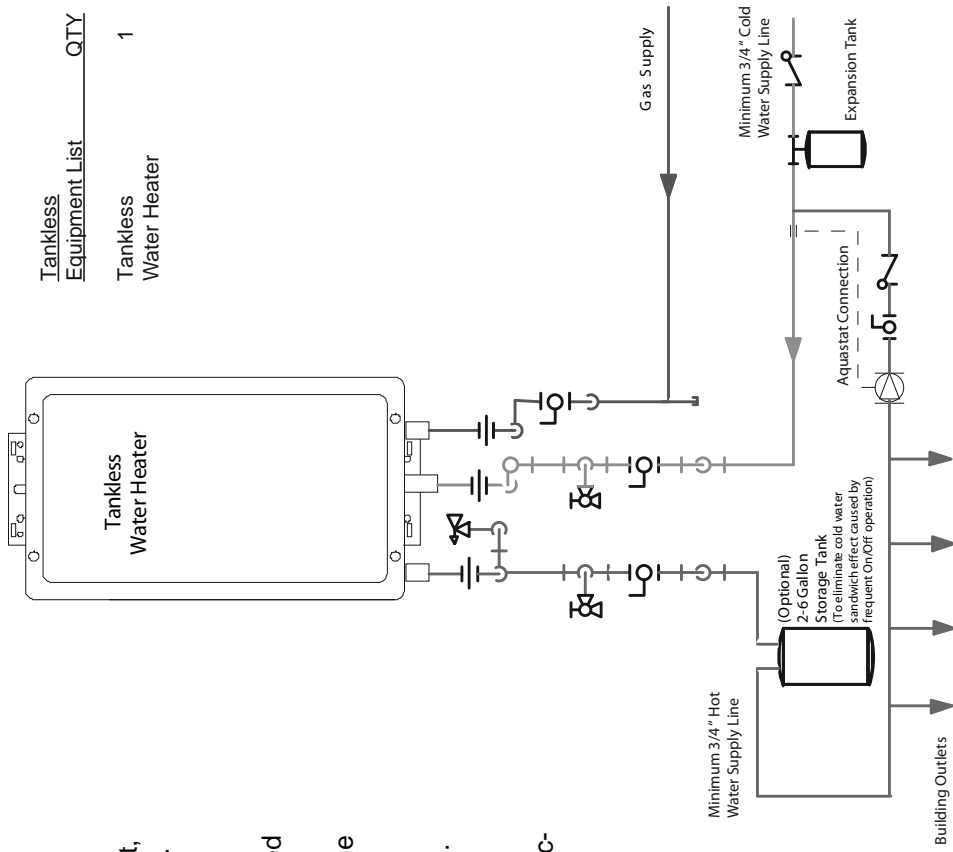 Tankless
Equipment List QTY
Tankless 1
Water Heater
Tankless
Water Heater
Gas Supply
Minimum 3/4" Cold
Water Supply Line
Expansion Tank
Aquastat Connection
(Optional)
2-6 Gallon
Storage Tank
(To eliminate cold water
sandwich effect caused by
frequent On/Off operation)
Minimum 3/4" Hot
Water Supply Line
Building Outlets
t,
.
ed
e
.
c-